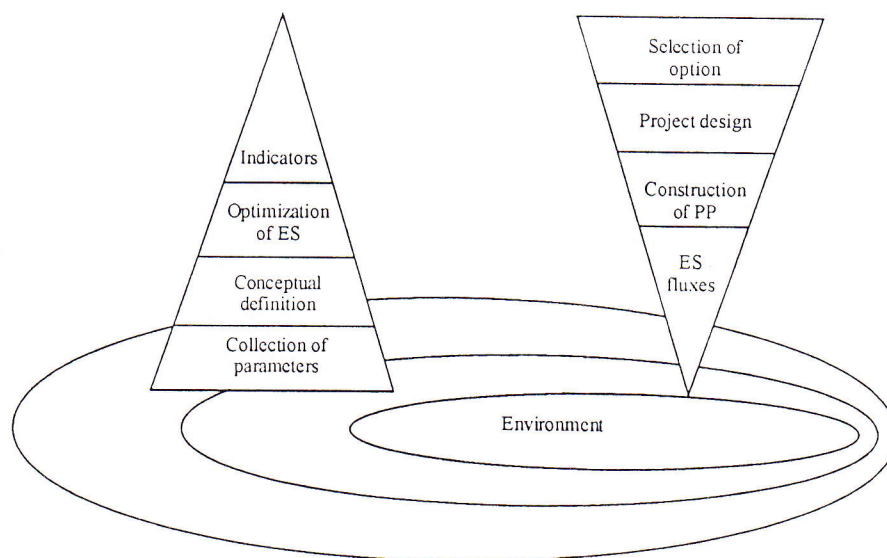 Indicators
Optimization
of ES
Conceptual
definition
Collection of
parameters
Selection of
option
Project design
Construction
of PP
ES
fluxes
Environment